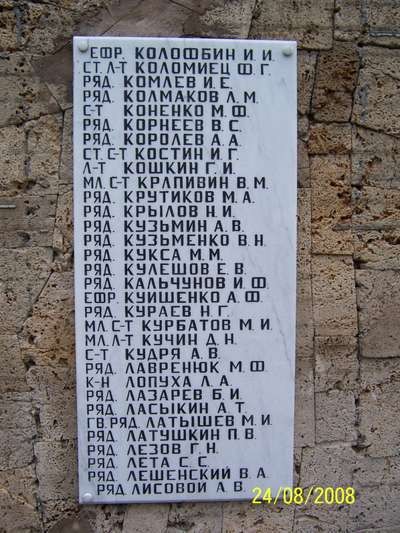 ЕФР. КОЛОФБИН И. И.
СТ. Л-Т КОЛОМИЕЦ Ф. Г.
РЯД. КОМЛЕВ И. Е.
РЯД. КОЛМАКОВ Л. М.
С-Т КОНЕНКО М. Ф.
РЯД. КОРНЕЕВ В. С.
РЯД. КОРОЛЕВ А. А.
СТ. С-Т КОСТИН И. Г.
Л-Т КОШКИН Г. И.
МЛ. С-Т КРАПИВИН В. М.
РЯД. КРУТИКОВ М. А.
РЯД. КРЫЛОВ Н. И.
РЯД. КУЗЬМИН А. В.
РЯД. КУЗЬМЕНКО В. Н.
РЯД. КУКСА М. М.
РЯД. КУЛЕШОВ Е. В.
РЯД. КАЛЬЧУНОВ И. Ф.
ЕФР. КУИШЕНКО А. Ф.
РЯД. КУРАЕВ Н. Г.
МЛ. С-Т КУРБАТОВ М. И.
МЛ. Л-Т КУЧИН Д. Н.
С-Т КУДРЯ А. В.
РЯД. ЛАВРЕНЮК М. Ф.
К-Н ЛОПУХА Л. А.
РЯД. ЛАЗАРЕВ Б. И.
РЯД. ЛАСЫКИН А. Т.
ГВ. РЯД. ЛАТЫШЕВ М. И.
РЯД. ЛАТУШКИН П. В.
РЯД. ЛЕЗОВ Г. Н.
РЯД. ЛЕТА С. С.
РЯД. ЛЕШЕНСКИЙ В. А.
РЯД. ЛИСОВОЙ А. В.
24/08/2008